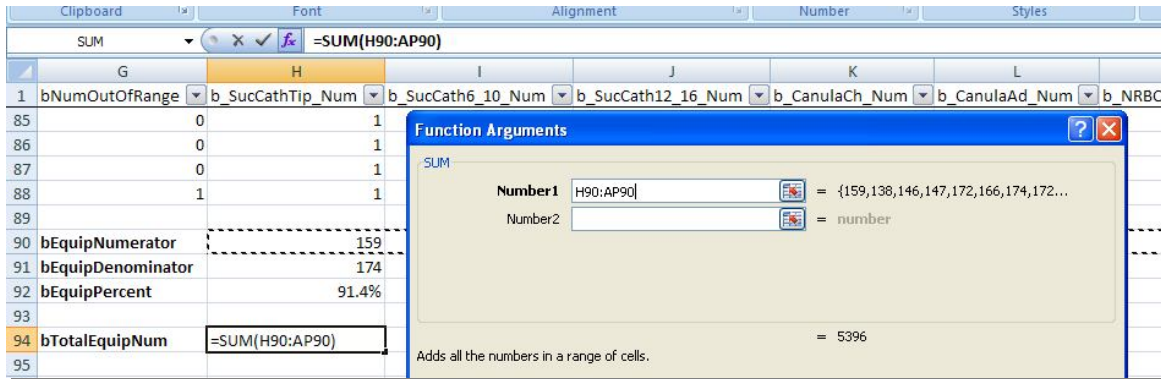 Clipboard Font Alignment Number Styles
SUM fx =SUM(H90:AP90)
G H I J K L
1 bNumOutOfRange b_SucCathTip_Num b_SucCath6_10_Num b_SucCath12_16_Num b_CanulaCh_Num b_CanulaAd_Num b_NRBC
85 0 1
86 0 1
87 0 1
88 1 1
89
90 bEquipNumerator 159
91 bEquipDenominator 174
92 bEquipPercent 91.4%
93
94 bTotalEquipNum =SUM(H90:AP90)
95
Function Arguments
SUM
Number1 H90:AP90 = {159,138,146,147,172,166,174,172...
Number2 = number
= 5396
Adds all the numbers in a range of cells.